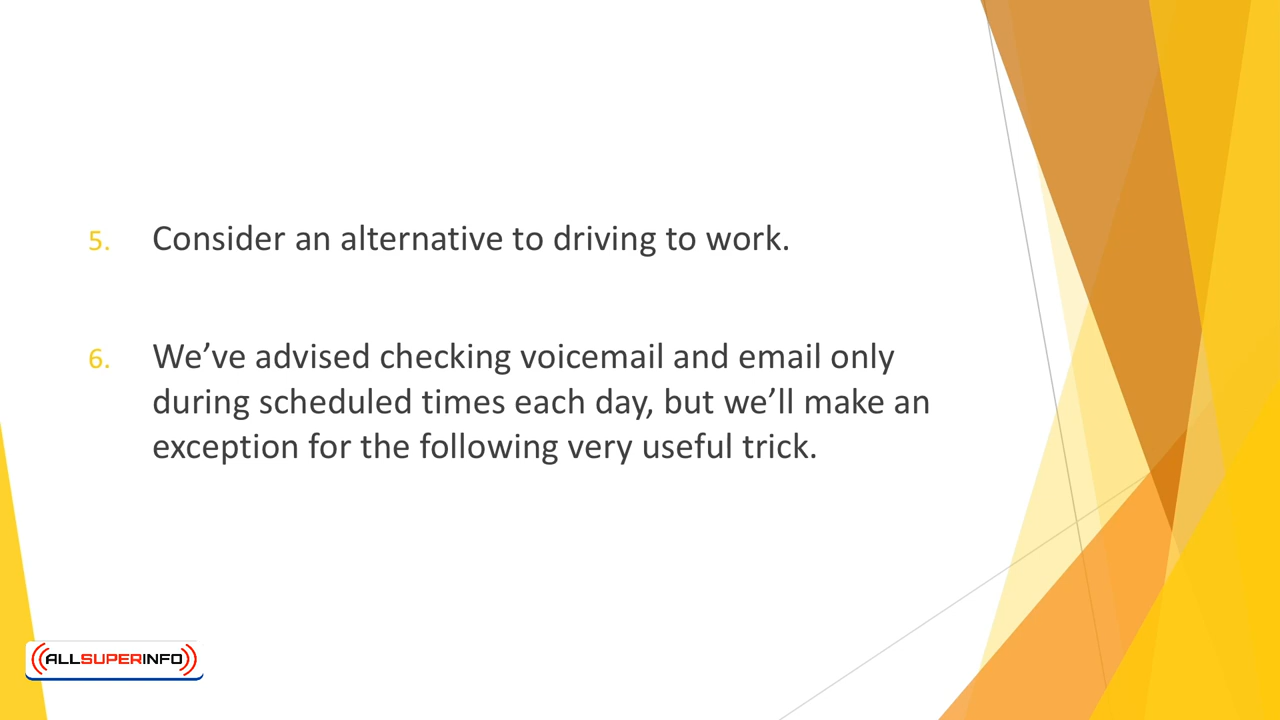 5. Consider an alternative to driving to work.
6. We’ve advised checking voicemail and email only
during scheduled times each day, but we’ll make an
exception for the following very useful trick.
ALLSUPERINFO